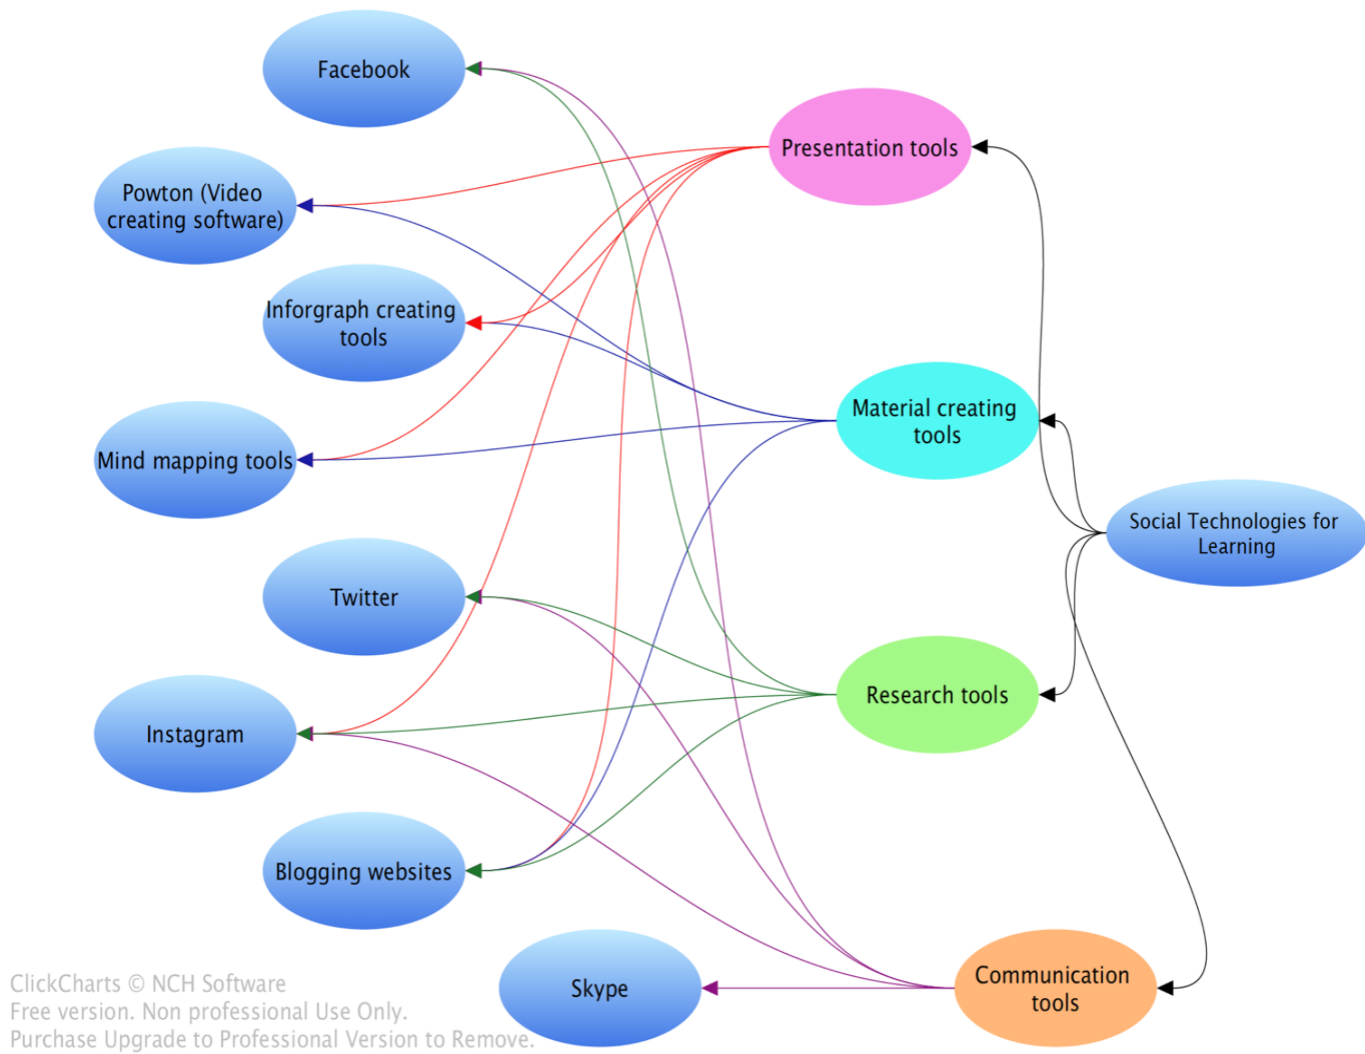 Facebook
Presentation tools
Powton (Video
creating software)
Inforgraph creating
tools
Material creating
tools
Mind mapping tools
Social Technologies for
Learning
Twitter
Research tools
Instagram
Blogging websites
Skype
Communication
tools
ClickCharts © NCH Software
Free version. Non professional Use Only.
Purchase Upgrade to Professional Version to Remove.